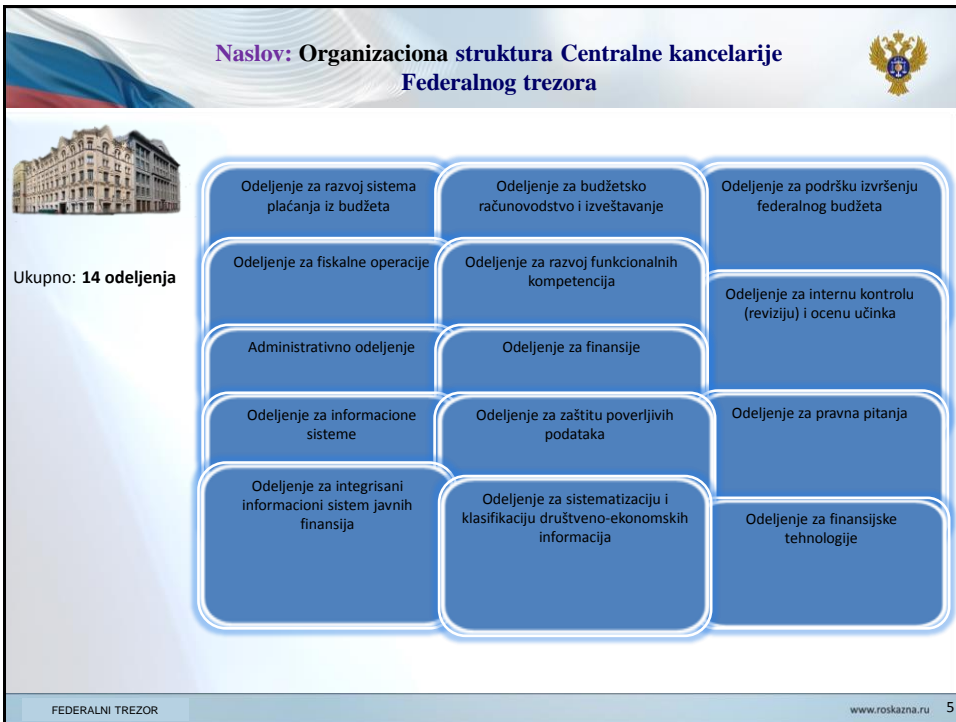 Naslov: Organizaciona struktura Centralne kancelarije
Federalnog trezora
Ukupno: 14 odeljenja
Odeljenje za razvoj sistema
plaćanja iz budžeta
Odeljenje za fiskalne operacije
Administrativno odeljenje
Odeljenje za informacione
sisteme
Odeljenje za integrisani
informacioni sistem javnih
finansija
Odeljenje za budžetsko
računovodstvo i izveštavanje
Odeljenje za razvoj funkcionalnih
kompetencija
Odeljenje za finansije
Odeljenje za zaštitu poverljivih
podataka
Odeljenje za sistematizaciju i
klasifikaciju društveno-ekonomskih
informacija
Odeljenje za podršku izvršenju
federalnog budžeta
Odeljenje za internu kontrolu
(reviziju) i ocenu učinka
Odeljenje za pravna pitanja
Odeljenje za finansijske
tehnologije
FEDERALNI TREZOR
www.roskazna.ru 5